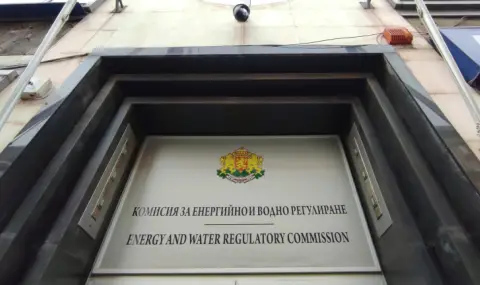 КОМИСИЯ ЗА ЕНЕРГИЙНО И ВОДНО РЕГУЛИРАНЕ
ENERGY AND WATER REGULATORY COMMISSION